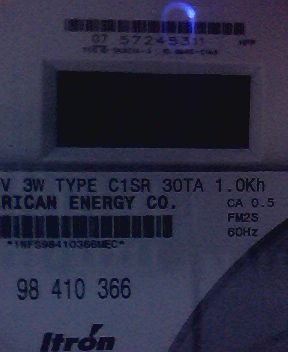 07 57245311
V 3W TYPE C1SR 30TA 1.0Kh
RICAN ENERGY CO. CA 0.5
FM2S
60Hz
*1NFS98410366MEC*
98 410 366
Itron